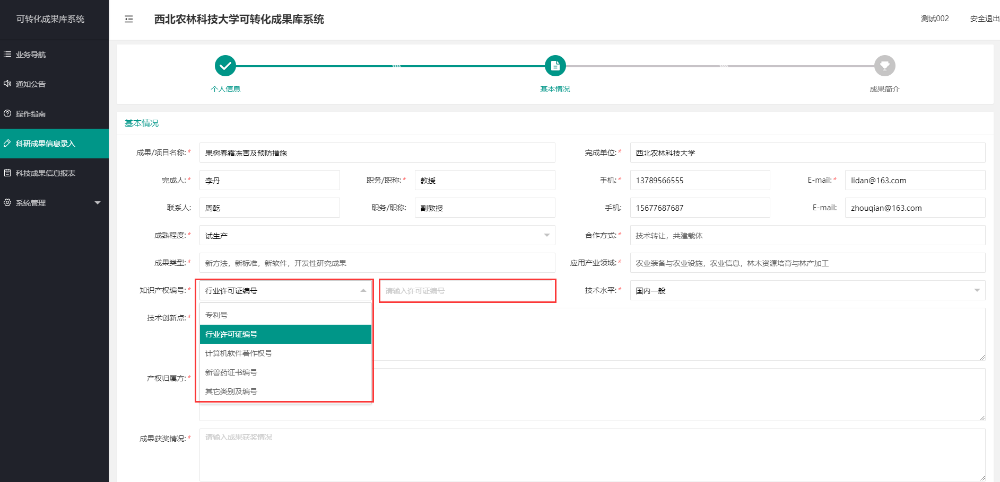 可转化成果库系统
西北农林科技大学可转化成果库系统
测试002
安全退出
业务导航
通知公告
操作指南
科研成果信息录入
科技成果信息报表
系统管理
个人信息
基本情况
成果简介
基本情况
成果/项目名称:* 果树春霜冻害及预防措施 完成单位:* 西北农林科技大学
完成人:* 李丹 职务/职称:* 教授 手机:* 13789566555 E-mail:* lidan@163.com
联系人: 周乾 职务/职称: 副教授 手机: 15677687687 E-mail: zhouqian@163.com
成熟程度:* 试生产 合作方式:* 技术转让，共建载体
成果类型:* 新方法，新标准，新软件，开发性研究成果 应用产业领域:* 农业装备与农业设施，农业信息，林木资源培育与林产加工
知识产权编号:* 行业许可证编号 请输入许可证编号 技术水平:* 国内一般
专利号
行业许可证编号
计算机软件著作权号
新兽药证书编号
其它类别及编号
技术创新点:*
产权归属方:*
成果获奖情况:* 请输入成果获奖情况